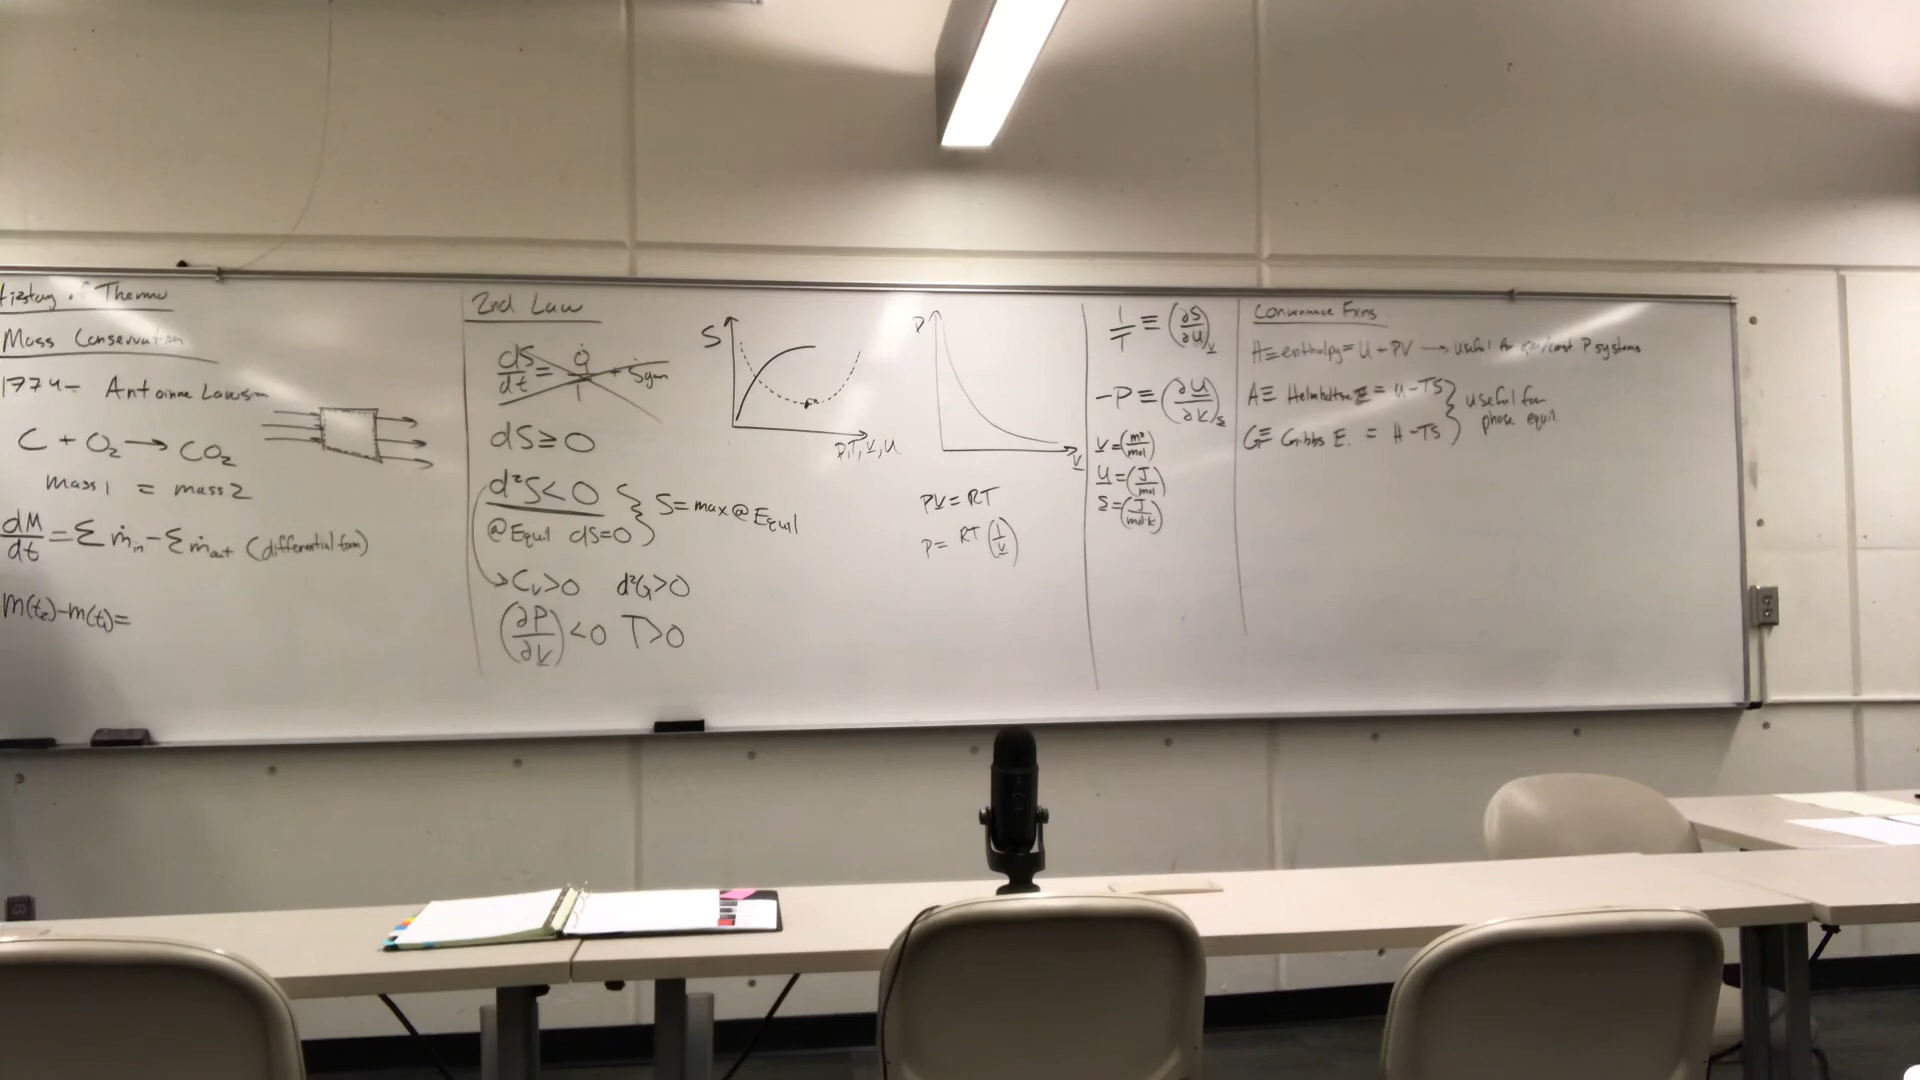 History of Thermo
Mass Conservation
1774- Antoinne Lawsm
C + O₂ → CO₂
mass1 = mass2
dM/dt = Σ ṁin - Σ ṁout (differential form)
m(t₂)-m(t₁)=
2nd Law
dS/dt = Q̇/T + Ṡgen
dS ≥ 0
d²S<0
@Equil dS=0
S=max@Equil
→ Cv>0 d²G>0
(∂P/∂V̲)<0 T>0
S
P,T,V̲,U
P
V̲
PV̲=RT
P= RT(1/V̲)
1/T ≡ (∂S/∂U)V̲
-P ≡ (∂U̲/∂V̲)S̲
V̲=(m³/mol)
U̲=(J/mol)
S̲=(J/mol·K)
Convenience Fxns
H=enthalpy= U+PV → useful for const P systems
A≡ Helmholtz E = U-TS
G≡ Gibbs E. = H-TS
useful for
phase equil.